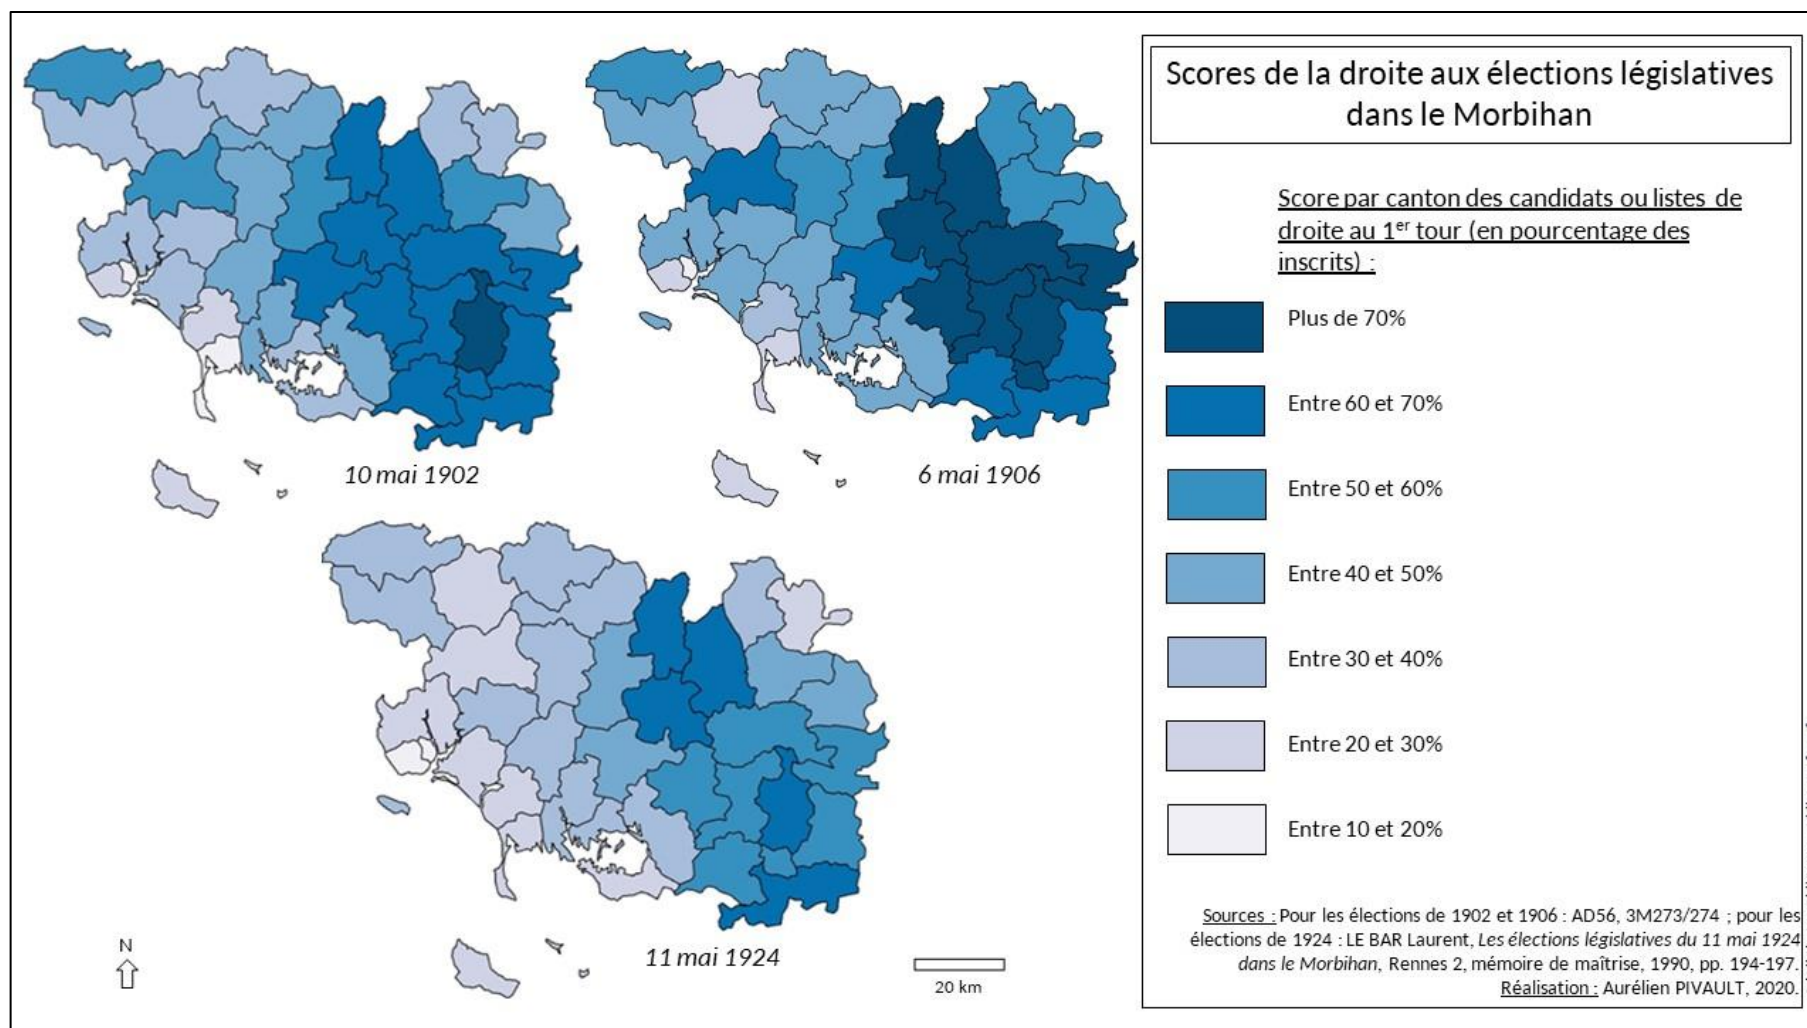 Scores de la droite aux élections législatives
dans le Morbihan
Score par canton des candidats ou listes de
droite au 1er tour (en pourcentage des
inscrits) :
Plus de 70%
Entre 60 et 70%
Entre 50 et 60%
Entre 40 et 50%
Entre 30 et 40%
Entre 20 et 30%
Entre 10 et 20%
10 mai 1902
6 mai 1906
11 mai 1924
N
20 km
Sources : Pour les élections de 1902 et 1906 : AD56, 3M273/274 ; pour les
élections de 1924 : LE BAR Laurent, Les élections législatives du 11 mai 1924
dans le Morbihan, Rennes 2, mémoire de maîtrise, 1990, pp. 194-197.
Réalisation : Aurélien PIVAULT, 2020.